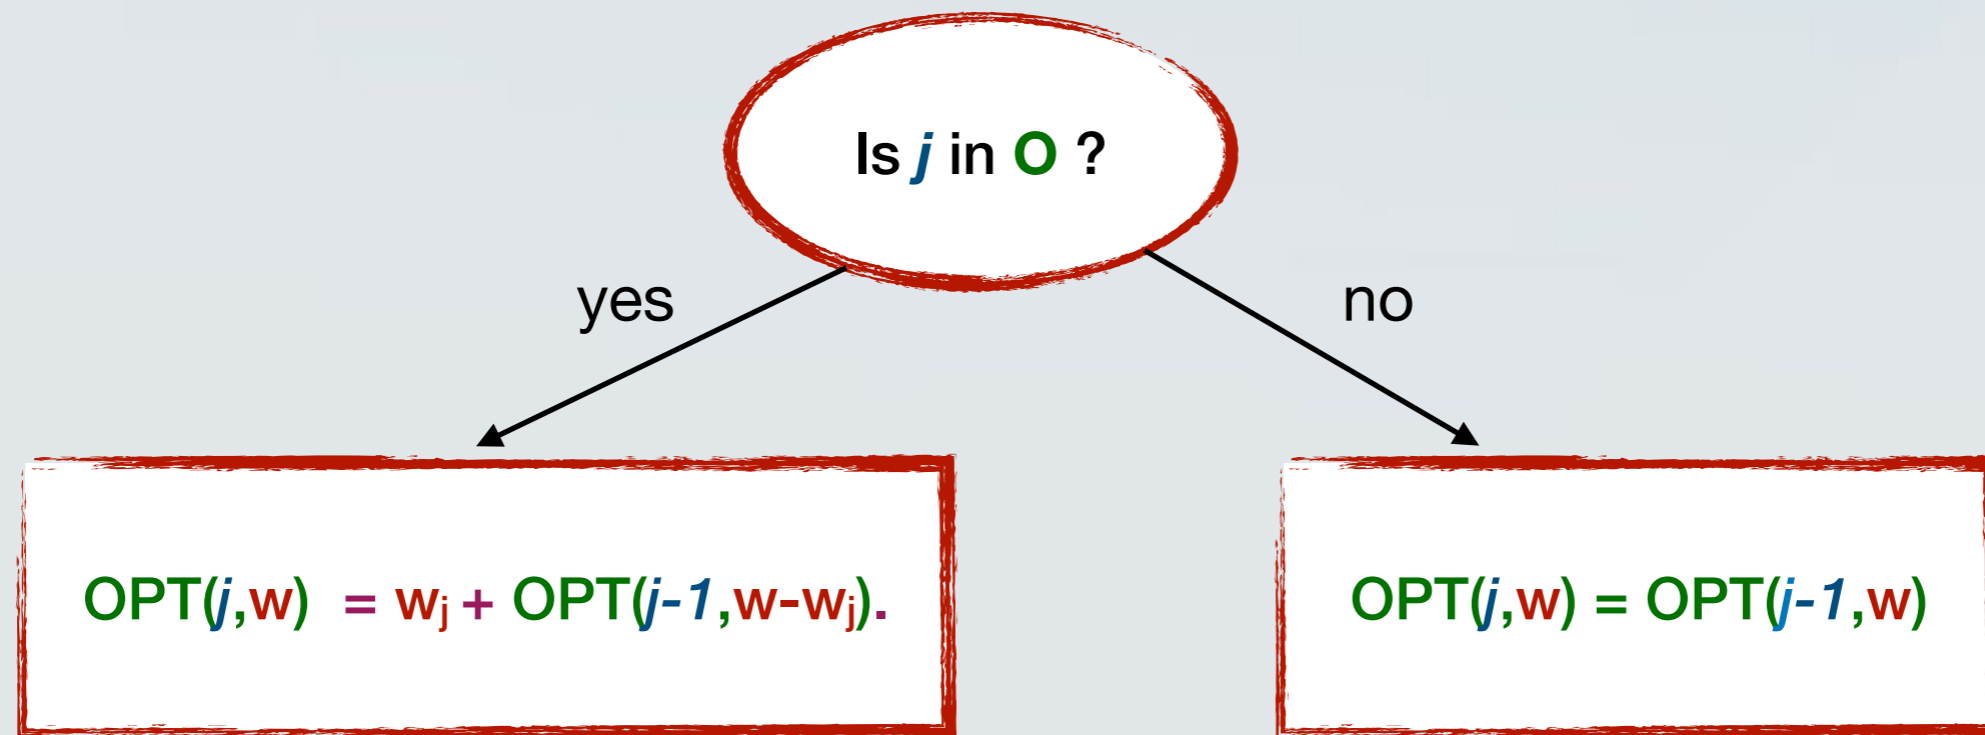 Is j in O ?
yes
no
OPT(j,w) = wj + OPT(j-1,w-wj).
OPT(j,w) = OPT(j-1,w)